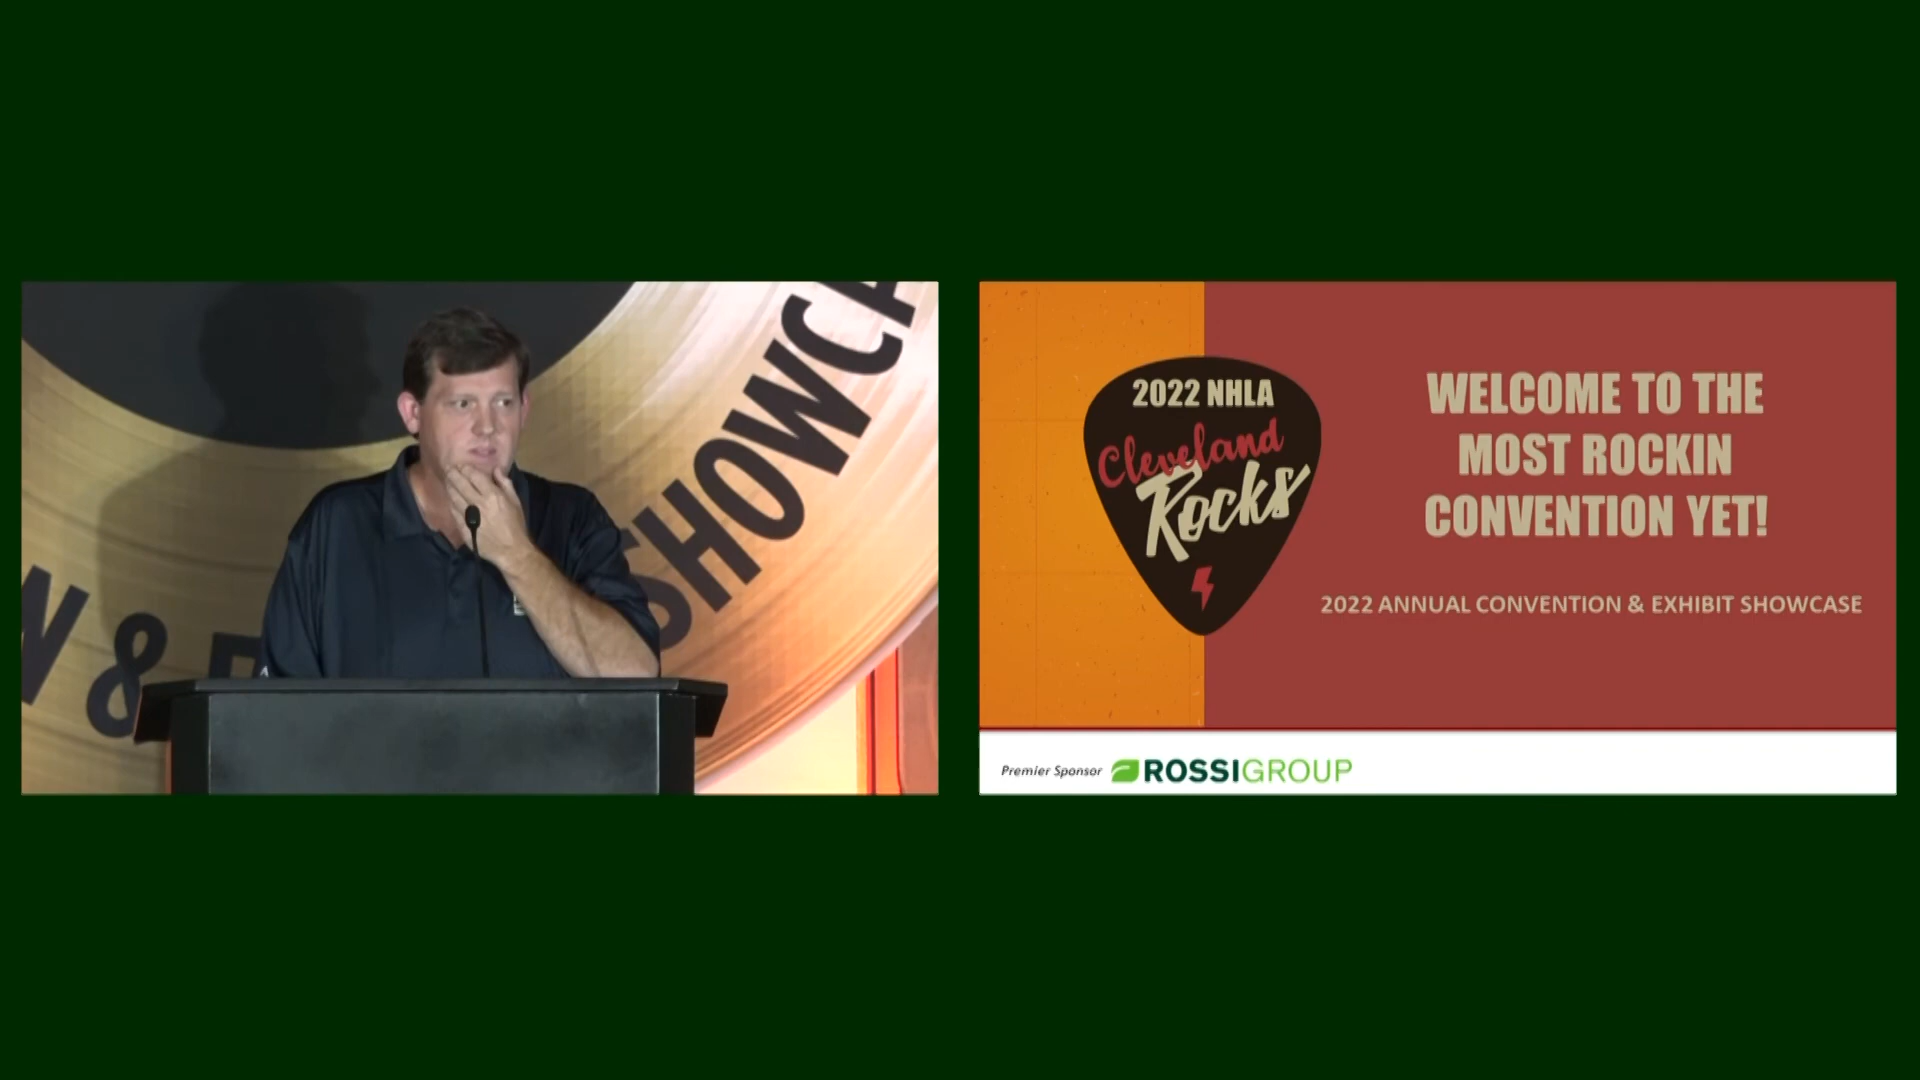 N & E
SHOWCA
2022 NHLA
Cleveland
Rocks
WELCOME TO THE
MOST ROCKIN
CONVENTION YET!
2022 ANNUAL CONVENTION & EXHIBIT SHOWCASE
Premier Sponsor ROSSIGROUP